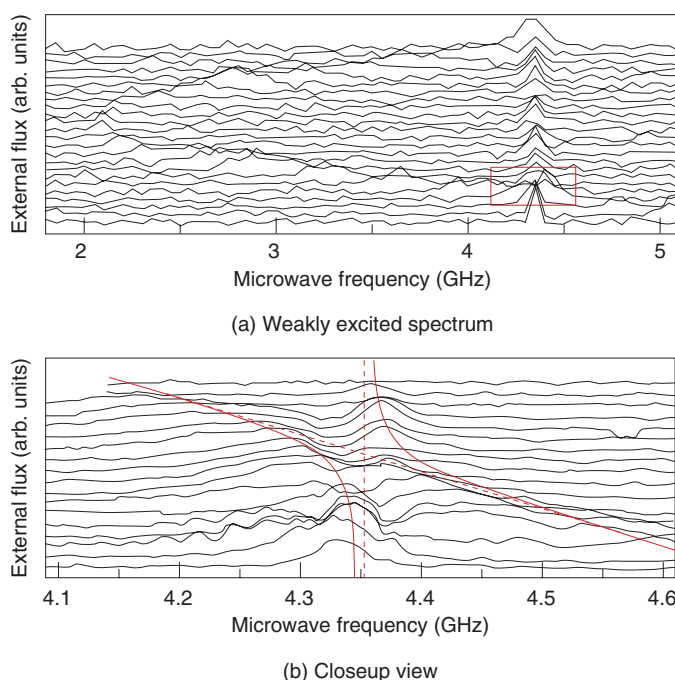 External flux (arb. units)
2 3 4 5
Microwave frequency (GHz)
(a) Weakly excited spectrum
External flux (arb. units)
4.1 4.2 4.3 4.4 4.5 4.6
Microwave frequency (GHz)
(b) Closeup view